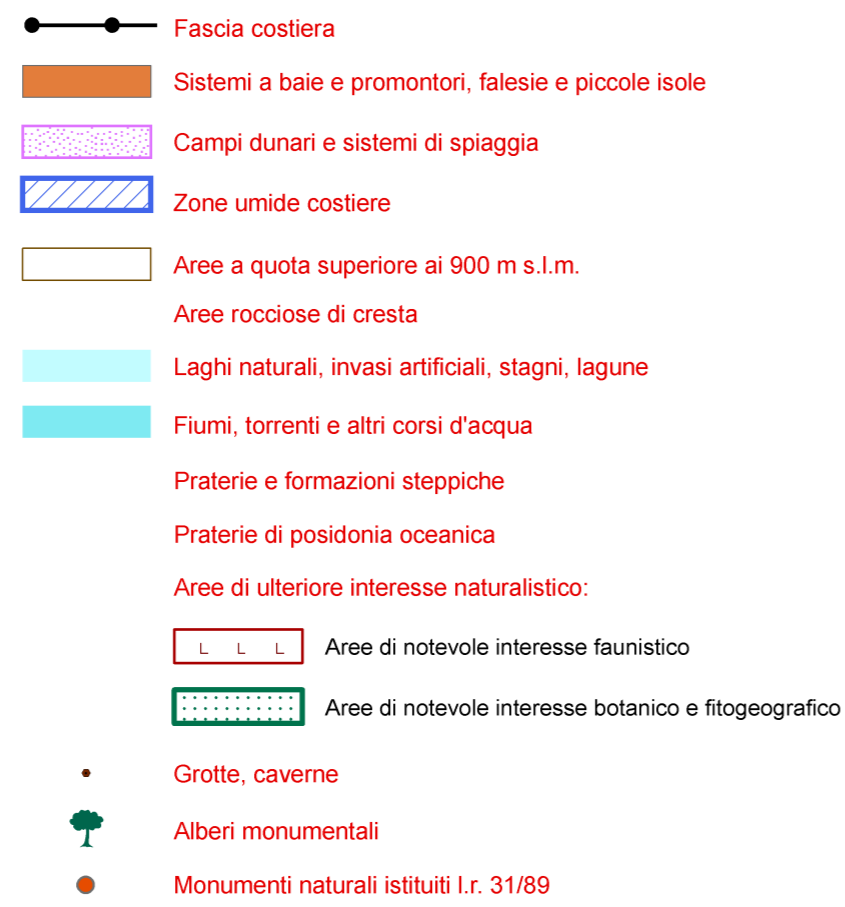 Fascia costiera
Sistemi a baie e promontori, falesie e piccole isole
Campi dunari e sistemi di spiaggia
Zone umide costiere
Aree a quota superiore ai 900 m s.l.m.
Aree rocciose di cresta
Laghi naturali, invasi artificiali, stagni, lagune
Fiumi, torrenti e altri corsi d'acqua
Praterie e formazioni steppiche
Praterie di posidonia oceanica
Aree di ulteriore interesse naturalistico:
L L L Aree di notevole interesse faunistico
Aree di notevole interesse botanico e fitogeografico
Grotte, caverne
Alberi monumentali
Monumenti naturali istituiti l.r. 31/89